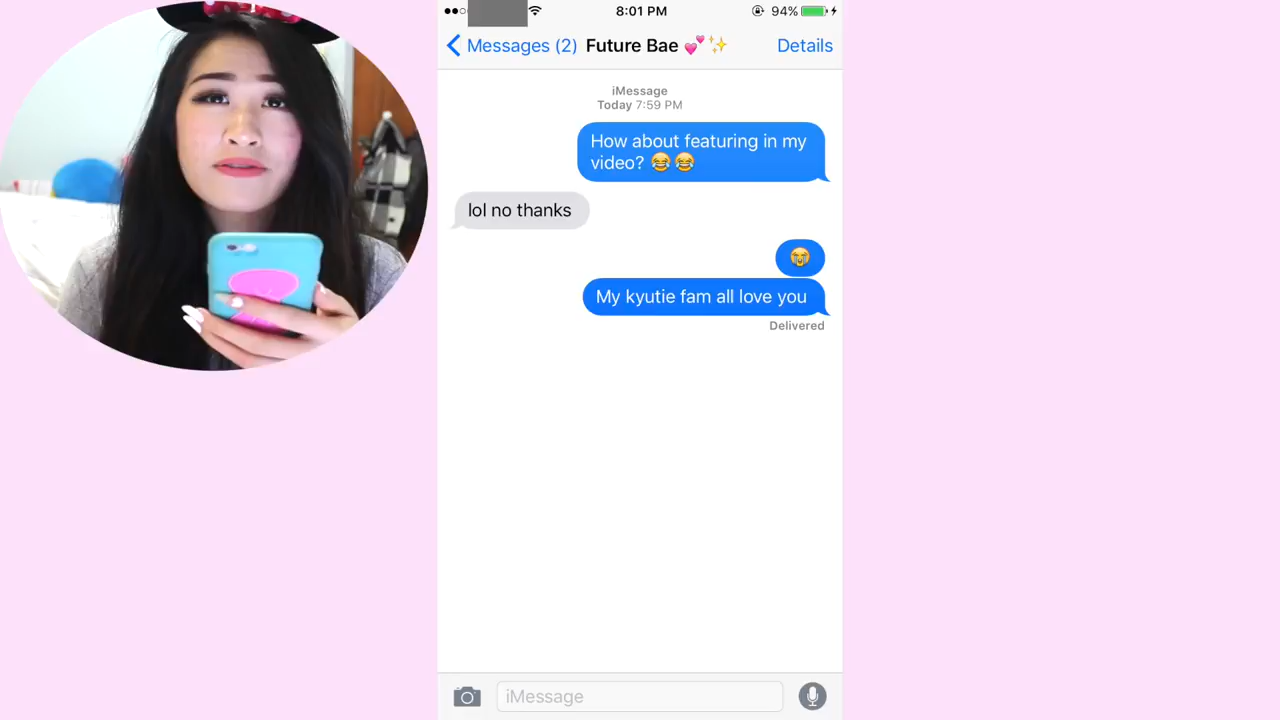 8:01 PM
94%
Messages (2)
Future Bae 💕✨
Details
iMessage
Today 7:59 PM
How about featuring in my
video? 😂😂
lol no thanks
😭
My kyutie fam all love you
Delivered
iMessage